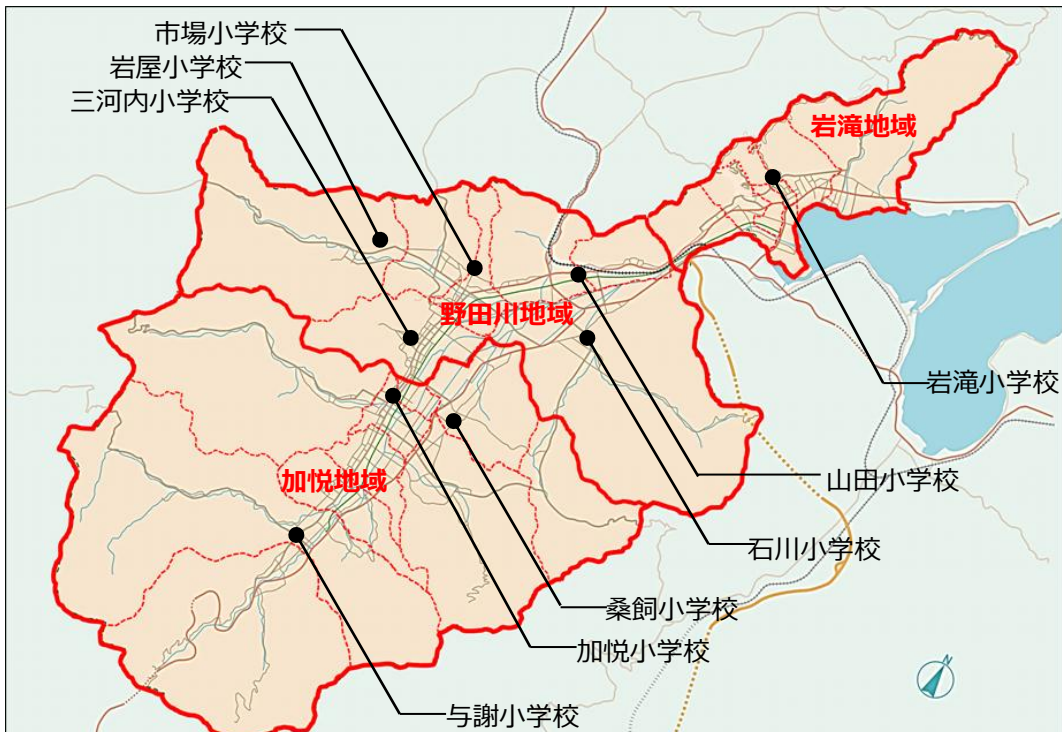 市場小学校
岩屋小学校
三河内小学校
岩滝地域
野田川地域
岩滝小学校
加悦地域
山田小学校
石川小学校
桑飼小学校
加悦小学校
与謝小学校
N